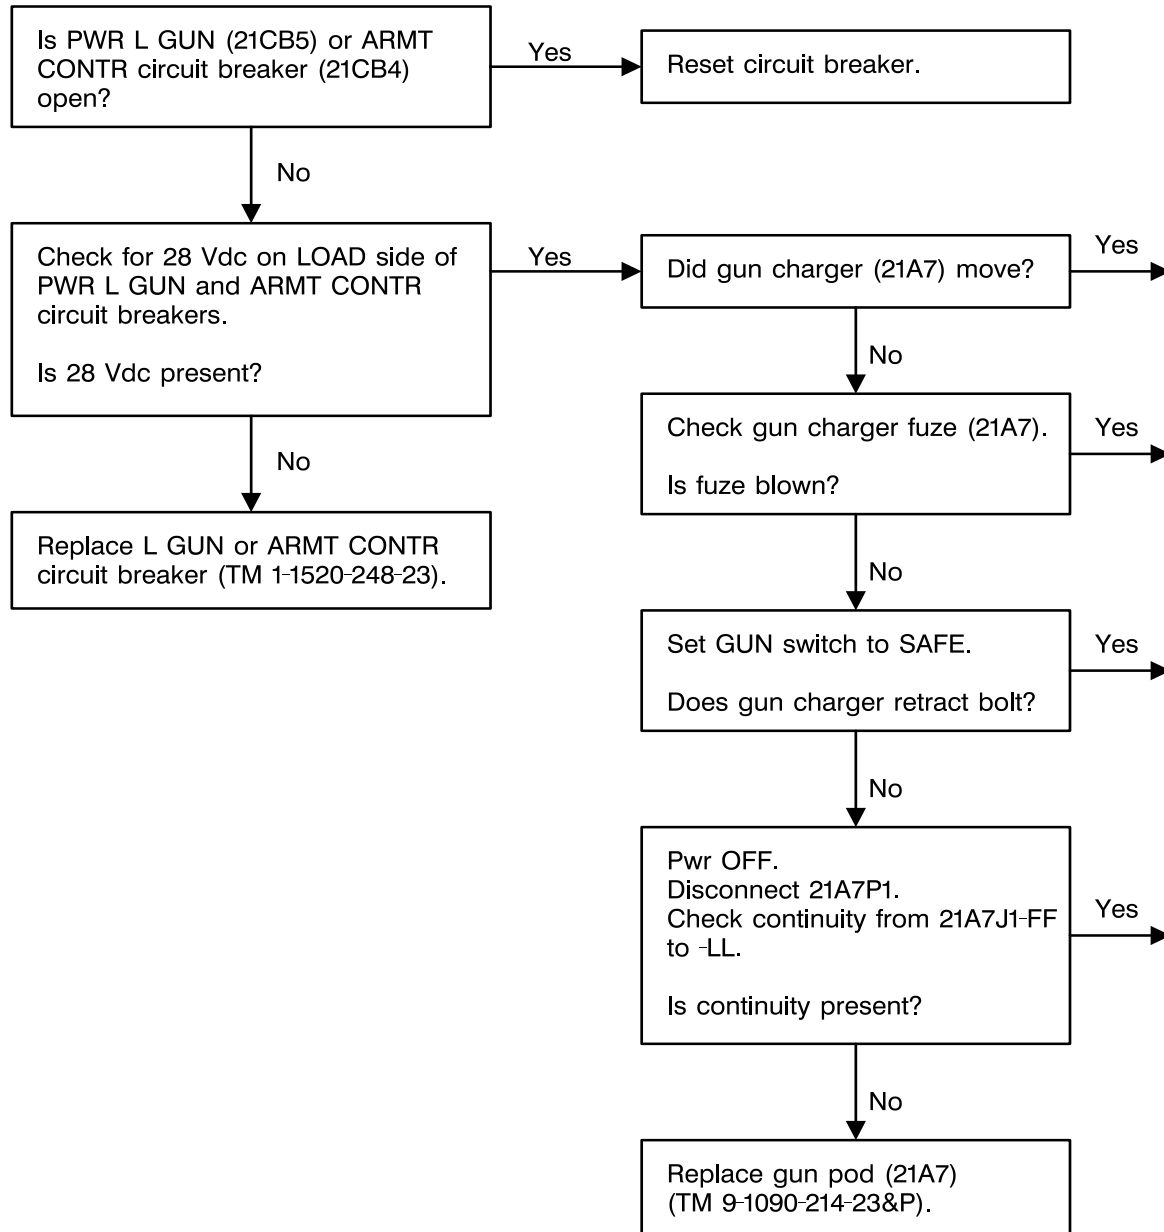 Is PWR L GUN (21CB5) or ARMT
CONTR circuit breaker (21CB4)
open?
Yes
Reset circuit breaker.
No
Check for 28 Vdc on LOAD side of
PWR L GUN and ARMT CONTR
circuit breakers.
Is 28 Vdc present?
Yes
Did gun charger (21A7) move?
Yes
No
No
Replace L GUN or ARMT CONTR
circuit breaker (TM 1-1520-248-23).
Check gun charger fuze (21A7).
Is fuze blown?
Yes
No
Set GUN switch to SAFE.
Does gun charger retract bolt?
Yes
No
Pwr OFF.
Disconnect 21A7P1.
Check continuity from 21A7J1-FF
to -LL.
Is continuity present?
Yes
No
Replace gun pod (21A7)
(TM 9-1090-214-23&P).